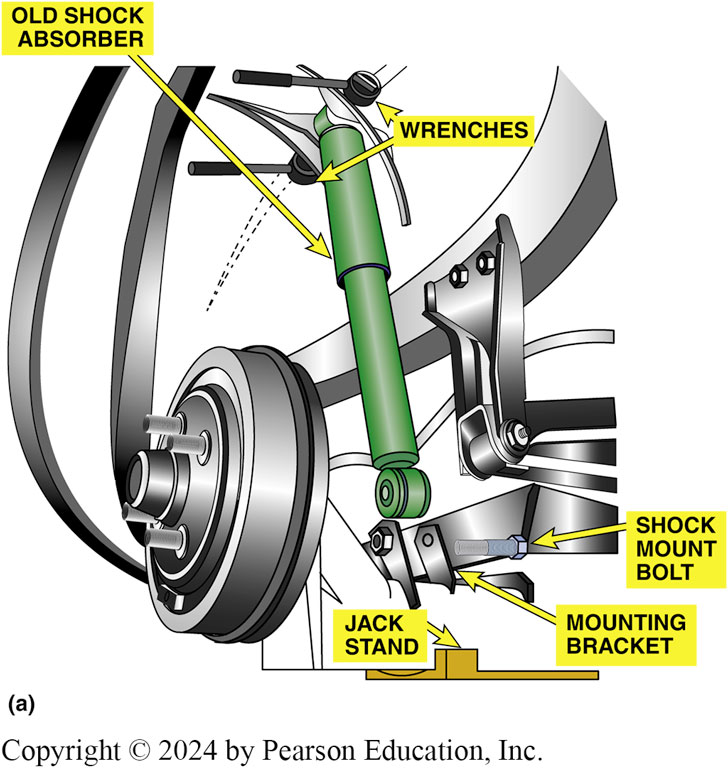 OLD SHOCK
ABSORBER
WRENCHES
SHOCK
MOUNT
BOLT
JACK
STAND
MOUNTING
BRACKET
(a)
Copyright © 2024 by Pearson Education, Inc.